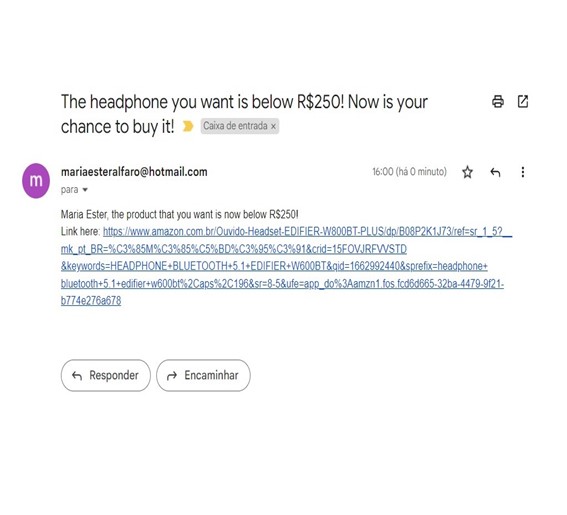 The headphone you want is below R$250! Now is your
chance to buy it! Caixa de entrada ×
m
mariaesteralfaro@hotmail.com 16:00 (há 0 minuto)
para
Maria Ester, the product that you want is now below R$250!
Link here: https://www.amazon.com.br/Ouvido-Headset-EDIFIER-W800BT-PLUS/dp/B08P2K1J73/ref=sr_1_5?__
mk_pt_BR=%C3%85M%C3%85%C5%BD%C3%95%C3%91&crid=15FOVJRFVVSTD
&keywords=HEADPHONE+BLUETOOTH+5.1+EDIFIER+W600BT&qid=1662992440&sprefix=headphone+
bluetooth+5.1+edifier+w600bt%2Caps%2C196&sr=8-5&ufe=app_do%3Aamzn1.fos.fcd6d665-32ba-4479-9f21-
b774e276a678
Responder Encaminhar